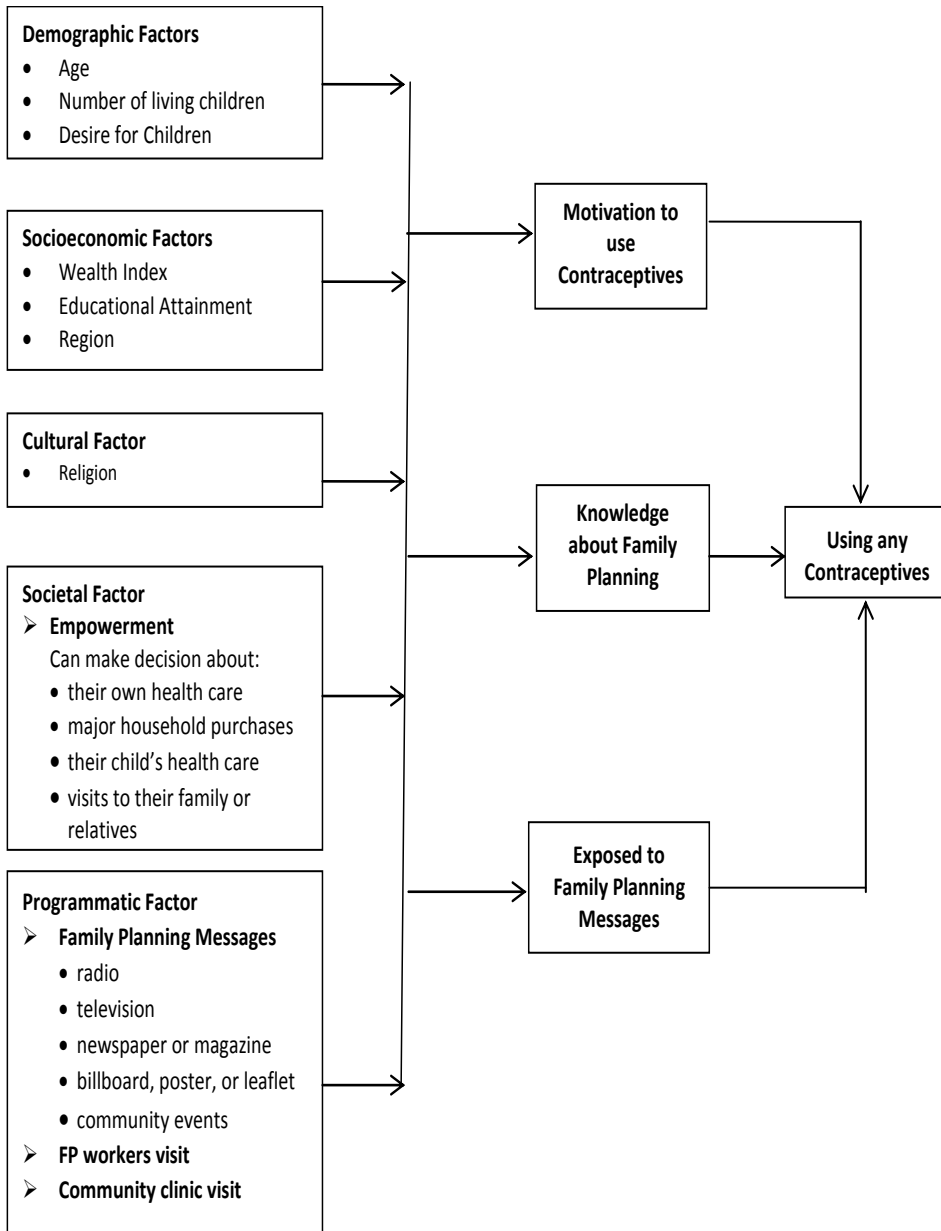 Demographic Factors
• Age
• Number of living children
• Desire for Children
Socioeconomic Factors
• Wealth Index
• Educational Attainment
• Region
Cultural Factor
• Religion
Societal Factor
➢ Empowerment
Can make decision about:
• their own health care
• major household purchases
• their child’s health care
• visits to their family or
relatives
Programmatic Factor
➢ Family Planning Messages
• radio
• television
• newspaper or magazine
• billboard, poster, or leaflet
• community events
➢ FP workers visit
➢ Community clinic visit
Motivation to
use
Contraceptives
Knowledge
about Family
Planning
Exposed to
Family Planning
Messages
Using any
Contraceptives